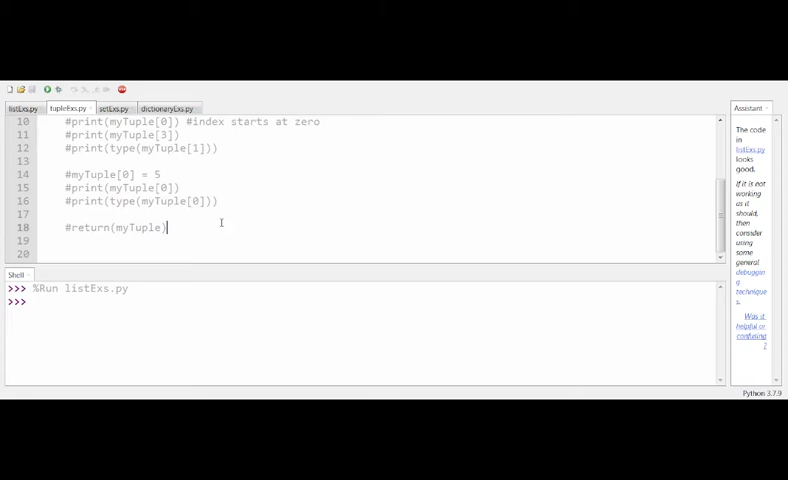 listExs.py tupleExs.py setExs.py dictionaryExs.py
10 #print(myTuple[0]) #index starts at zero
11 #print(myTuple[3])
12 #print(type(myTuple[1]))
13
14 #myTuple[0] = 5
15 #print(myTuple[0])
16 #print(type(myTuple[0]))
17
18 #return(myTuple)
19
20
Shell
>>> %Run listExs.py
>>>
Assistant
The code
in
listExs.py
looks
good.
If it is not
working
as it
should,
then
consider
using
some
general
debuggin
g
technique
s.
Was it
helpful or
confusing
?
Python 3.7.9